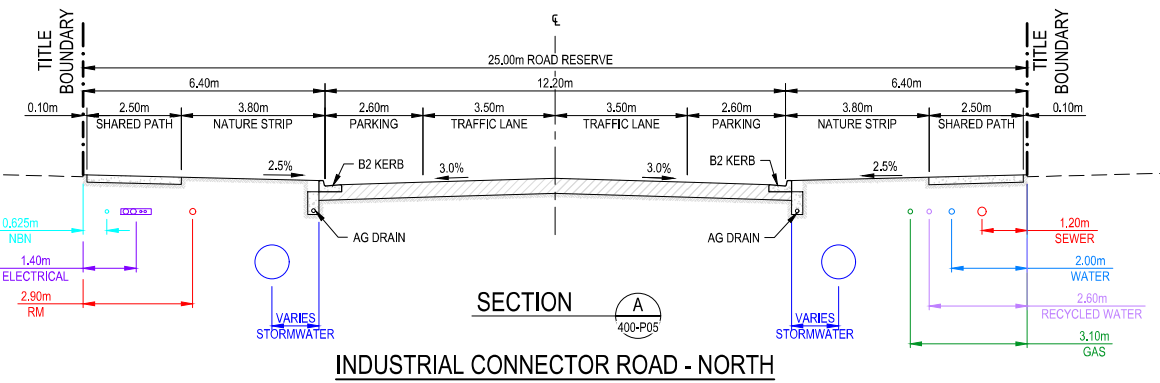 TITLE
BOUNDARY
℄
TITLE
BOUNDARY
25.00m ROAD RESERVE
6.40m
12.20m
6.40m
0.10m
2.50m
3.80m
2.60m
3.50m
3.50m
2.60m
3.80m
2.50m
0.10m
SHARED PATH
NATURE STRIP
PARKING
TRAFFIC LANE
TRAFFIC LANE
PARKING
NATURE STRIP
SHARED PATH
2.5%
B2 KERB
3.0%
3.0%
B2 KERB
2.5%
0.625m
NBN
AG DRAIN
AG DRAIN
1.20m
SEWER
1.40m
ELECTRICAL
2.00m
WATER
2.90m
RM
2.60m
RECYCLED WATER
SECTION
A
400-P05
VARIES
STORMWATER
VARIES
STORMWATER
3.10m
GAS
INDUSTRIAL CONNECTOR ROAD - NORTH